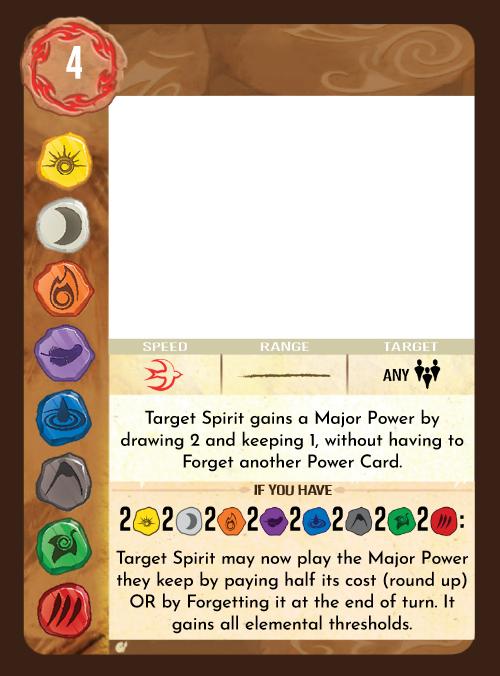 4
SPEED RANGE TARGET
ANY
Target Spirit gains a Major Power by
drawing 2 and keeping 1, without having to
Forget another Power Card.
IF YOU HAVE
2 2 2 2 2 2 2 2 :
Target Spirit may now play the Major Power
they keep by paying half its cost (round up)
OR by Forgetting it at the end of turn. It
gains all elemental thresholds.